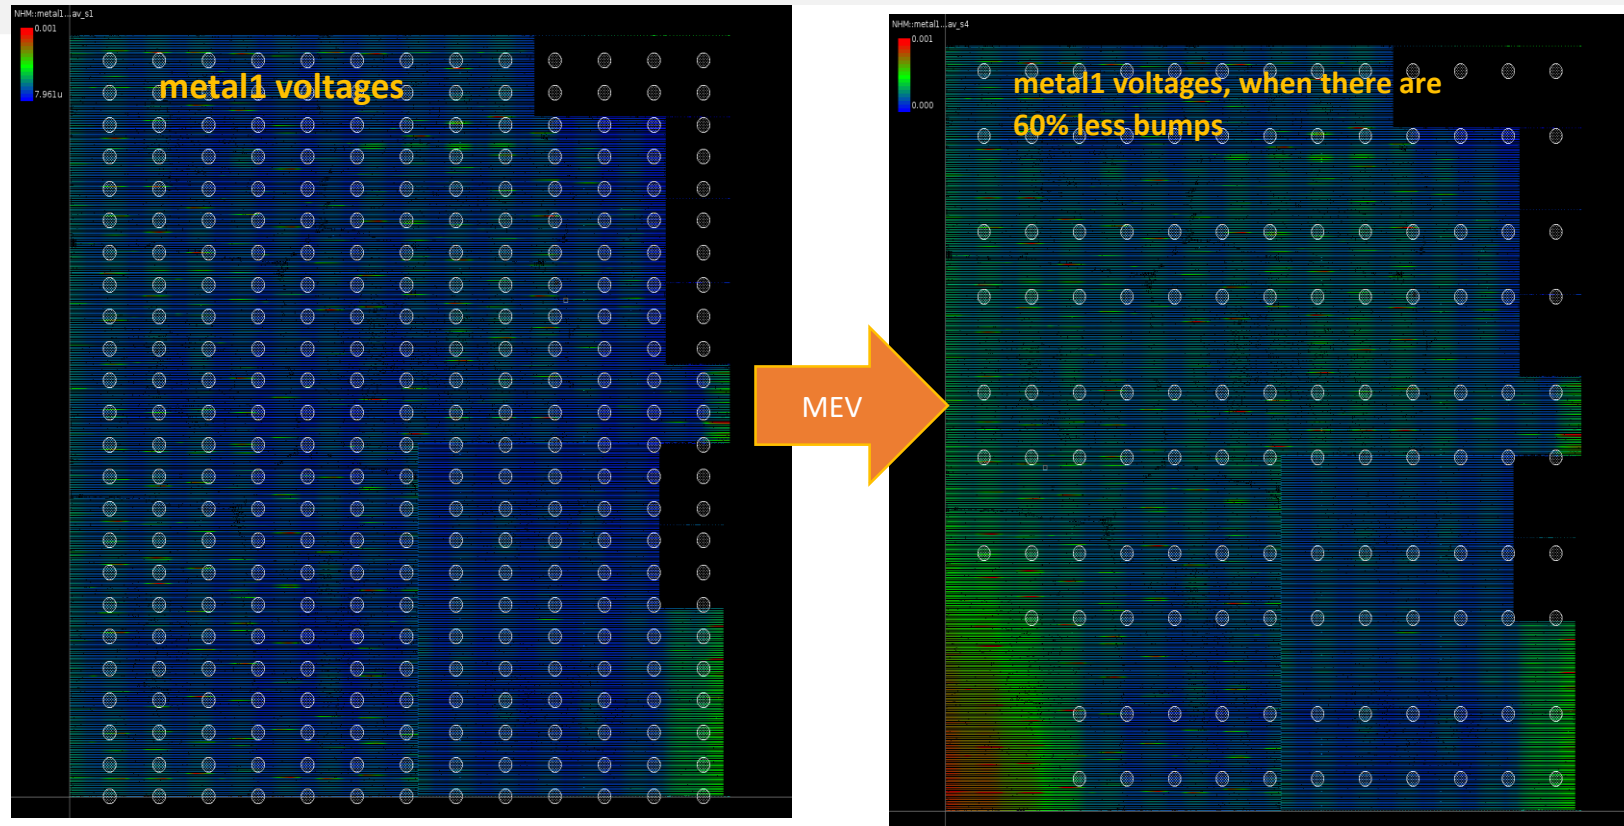 NHM::metal1...av_s1
0.001
7.961u
metal1 voltages
MEV
NHM::metal1...av_s4
0.001
0.000
metal1 voltages, when there are
60% less bumps